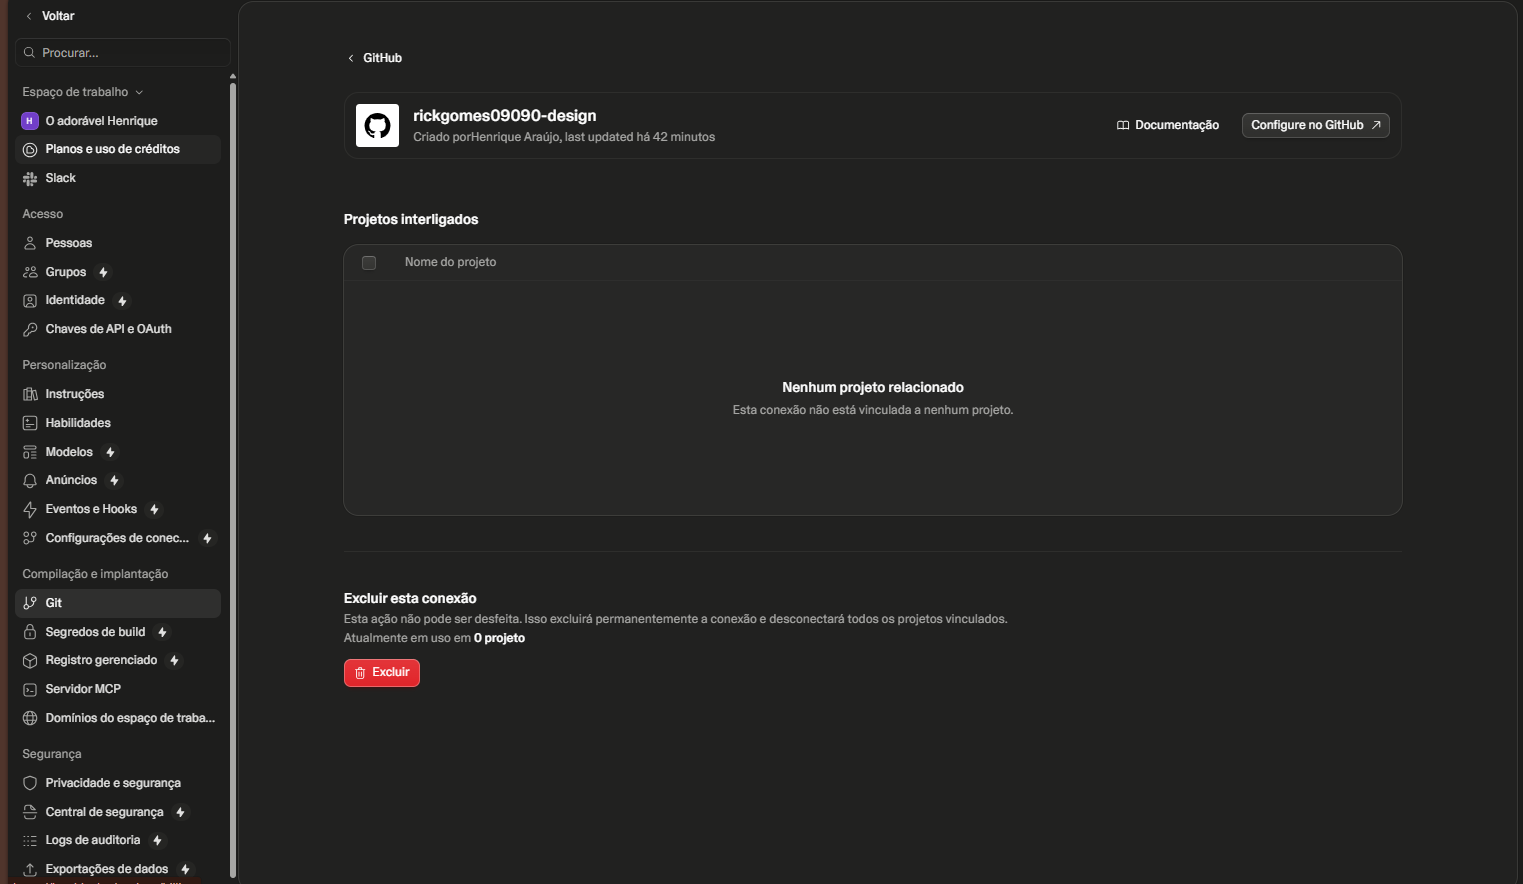 Voltar
Procurar...
Espaço de trabalho
H O adorável Henrique
Planos e uso de créditos
Slack
Acesso
Pessoas
Grupos
Identidade
Chaves de API e OAuth
Personalização
Instruções
Habilidades
Modelos
Anúncios
Eventos e Hooks
Configurações de conec...
Compilação e implantação
Git
Segredos de build
Registro gerenciado
Servidor MCP
Domínios do espaço de traba...
Segurança
Privacidade e segurança
Central de segurança
Logs de auditoria
Exportações de dados
GitHub
rickgomes09090-design
Criado porHenrique Araújo, last updated há 42 minutos
Documentação
Configure no GitHub
Projetos interligados
Nome do projeto
Nenhum projeto relacionado
Esta conexão não está vinculada a nenhum projeto.
Excluir esta conexão
Esta ação não pode ser desfeita. Isso excluirá permanentemente a conexão e desconectará todos os projetos vinculados.
Atualmente em uso em 0 projeto
Excluir